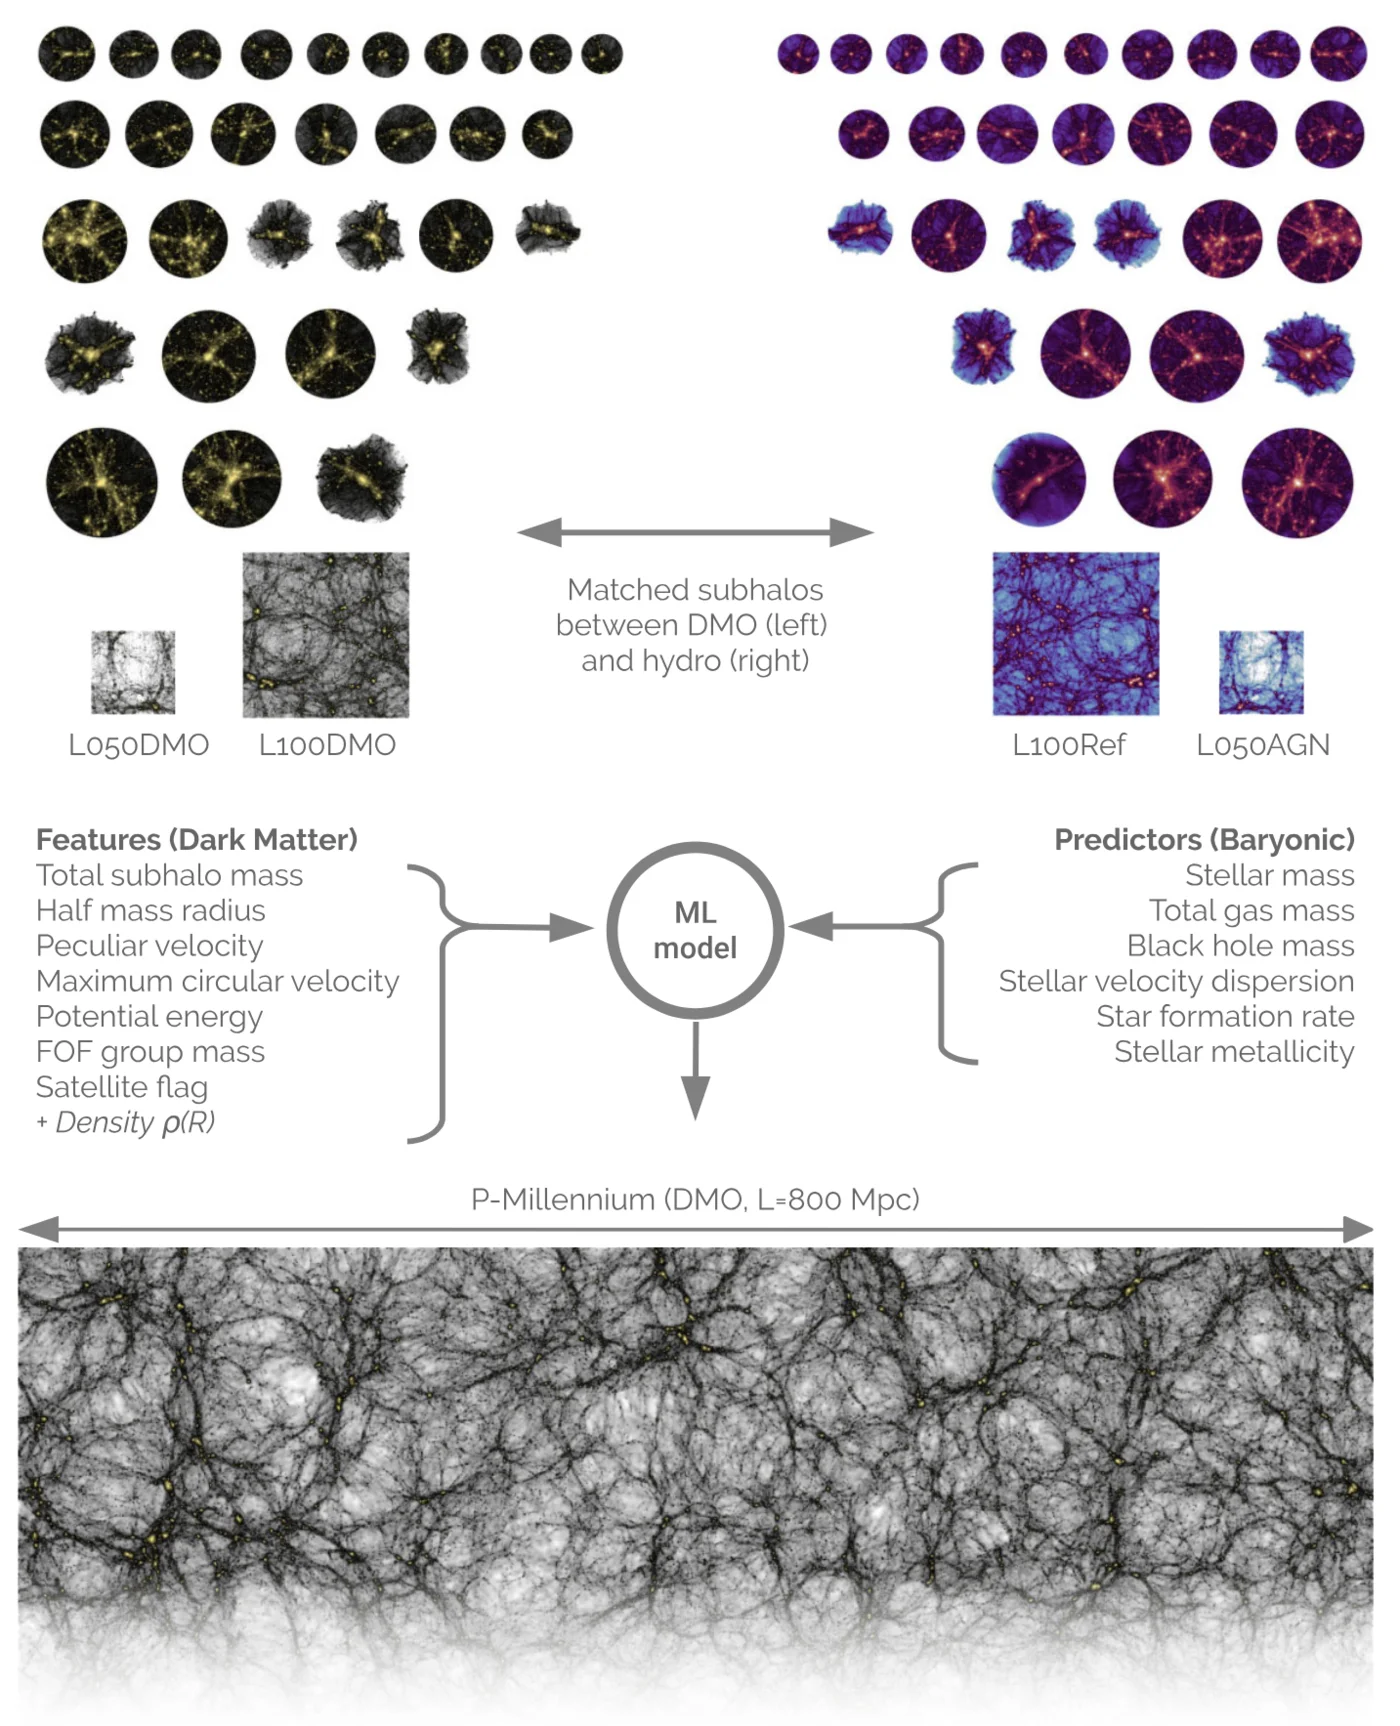 Matched subhalos
between DMO (left)
and hydro (right)
L050DMO
L100DMO
L100Ref
L050AGN
Features (Dark Matter)
Total subhalo mass
Half mass radius
Peculiar velocity
Maximum circular velocity
Potential energy
FOF group mass
Satellite flag
+ Density ρ(R)
ML
model
Predictors (Baryonic)
Stellar mass
Total gas mass
Black hole mass
Stellar velocity dispersion
Star formation rate
Stellar metallicity
P-Millennium (DMO, L=800 Mpc)